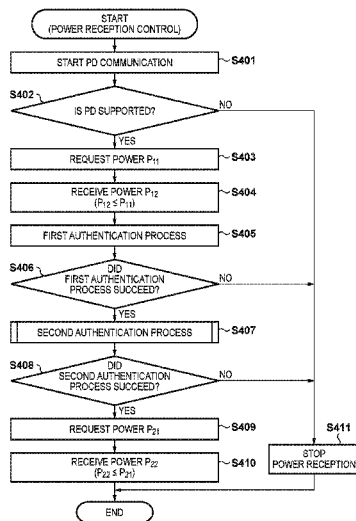 START
(POWER RECEPTION CONTROL)
START PD COMMUNICATION
S401
S402
IS PD SUPPORTED?
NO
YES
REQUEST POWER P11
S403
RECEIVE POWER P12
(P12 ≤ P11)
S404
FIRST AUTHENTICATION PROCESS
S405
S406
DID
FIRST AUTHENTICATION
PROCESS SUCCEED?
NO
YES
SECOND AUTHENTICATION PROCESS
S407
S408
DID
SECOND AUTHENTICATION
PROCESS SUCCEED?
NO
YES
REQUEST POWER P21
S409
S411
STOP
POWER RECEPTION
RECEIVE POWER P22
(P22 ≤ P21)
S410
END